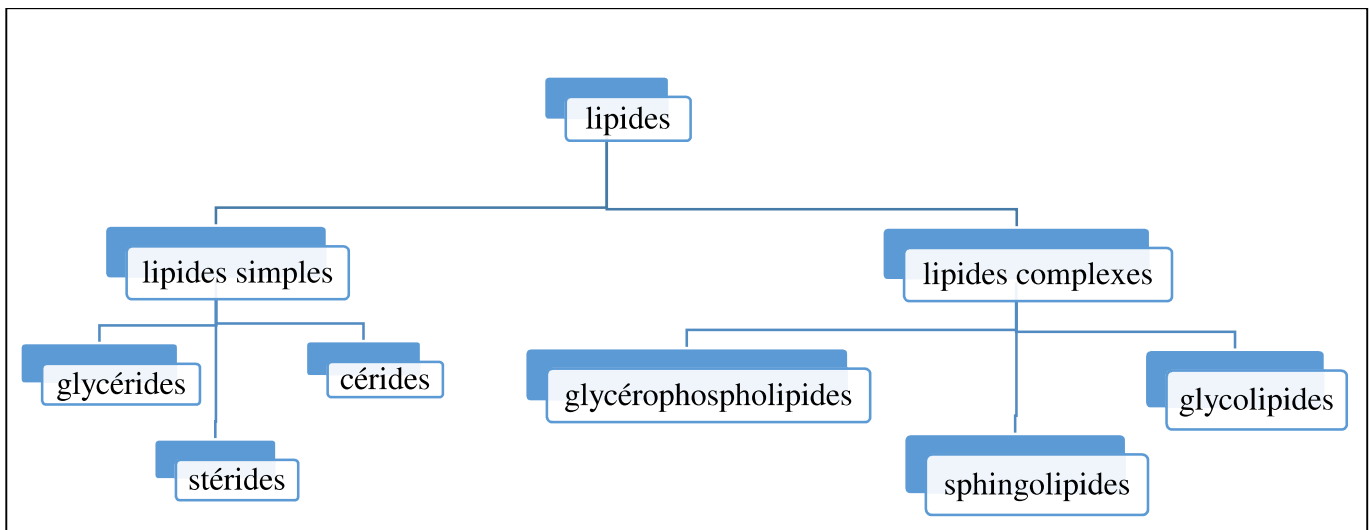 lipides
lipides simples
lipides complexes
glycérides
cérides
stérides
glycérophospholipides
glycolipides
sphingolipides